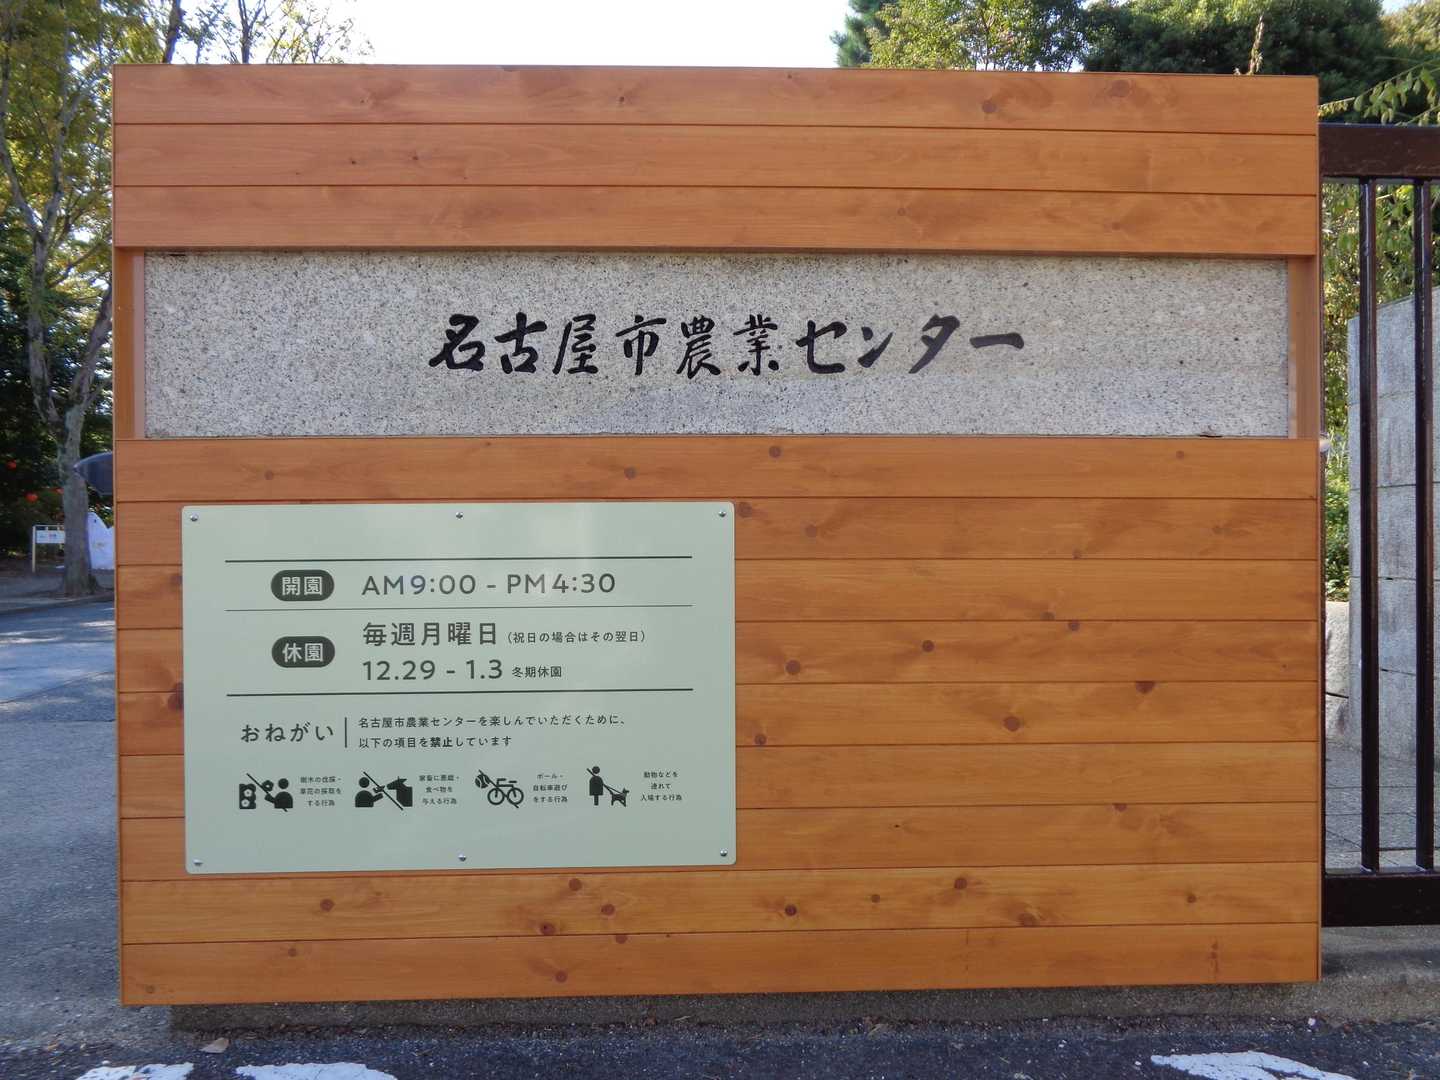 名古屋市農業センター
開園 AM9:00 - PM4:30
休園 毎週月曜日（祝日の場合はその翌日）
12.29 - 1.3 冬期休園
おねがい
名古屋市農業センターを楽しんでいただくために、
以下の項目を禁止しています
樹木の伐採・
草花の採取を
する行為
家畜に悪戯・
食べ物を
与える行為
ボール・
自転車遊び
をする行為
動物などを
連れて
入場する行為